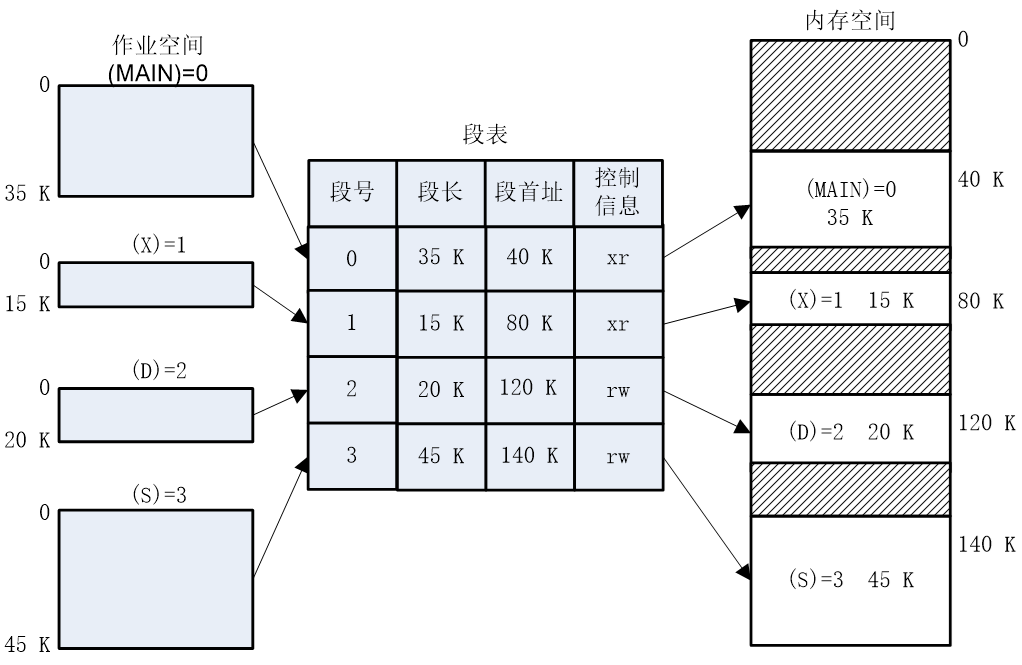 作业空间
(MAIN)=0
0
35 K
(X)=1
0
15 K
(D)=2
0
20 K
(S)=3
0
45 K
段表
段号 段长 段首址 控制信息
0 35 K 40 K xr
1 15 K 80 K xr
2 20 K 120 K rw
3 45 K 140 K rw
内存空间
0
(MAIN)=0
35 K
40 K
(X)=1 15 K
80 K
(D)=2 20 K
120 K
(S)=3 45 K
140 K